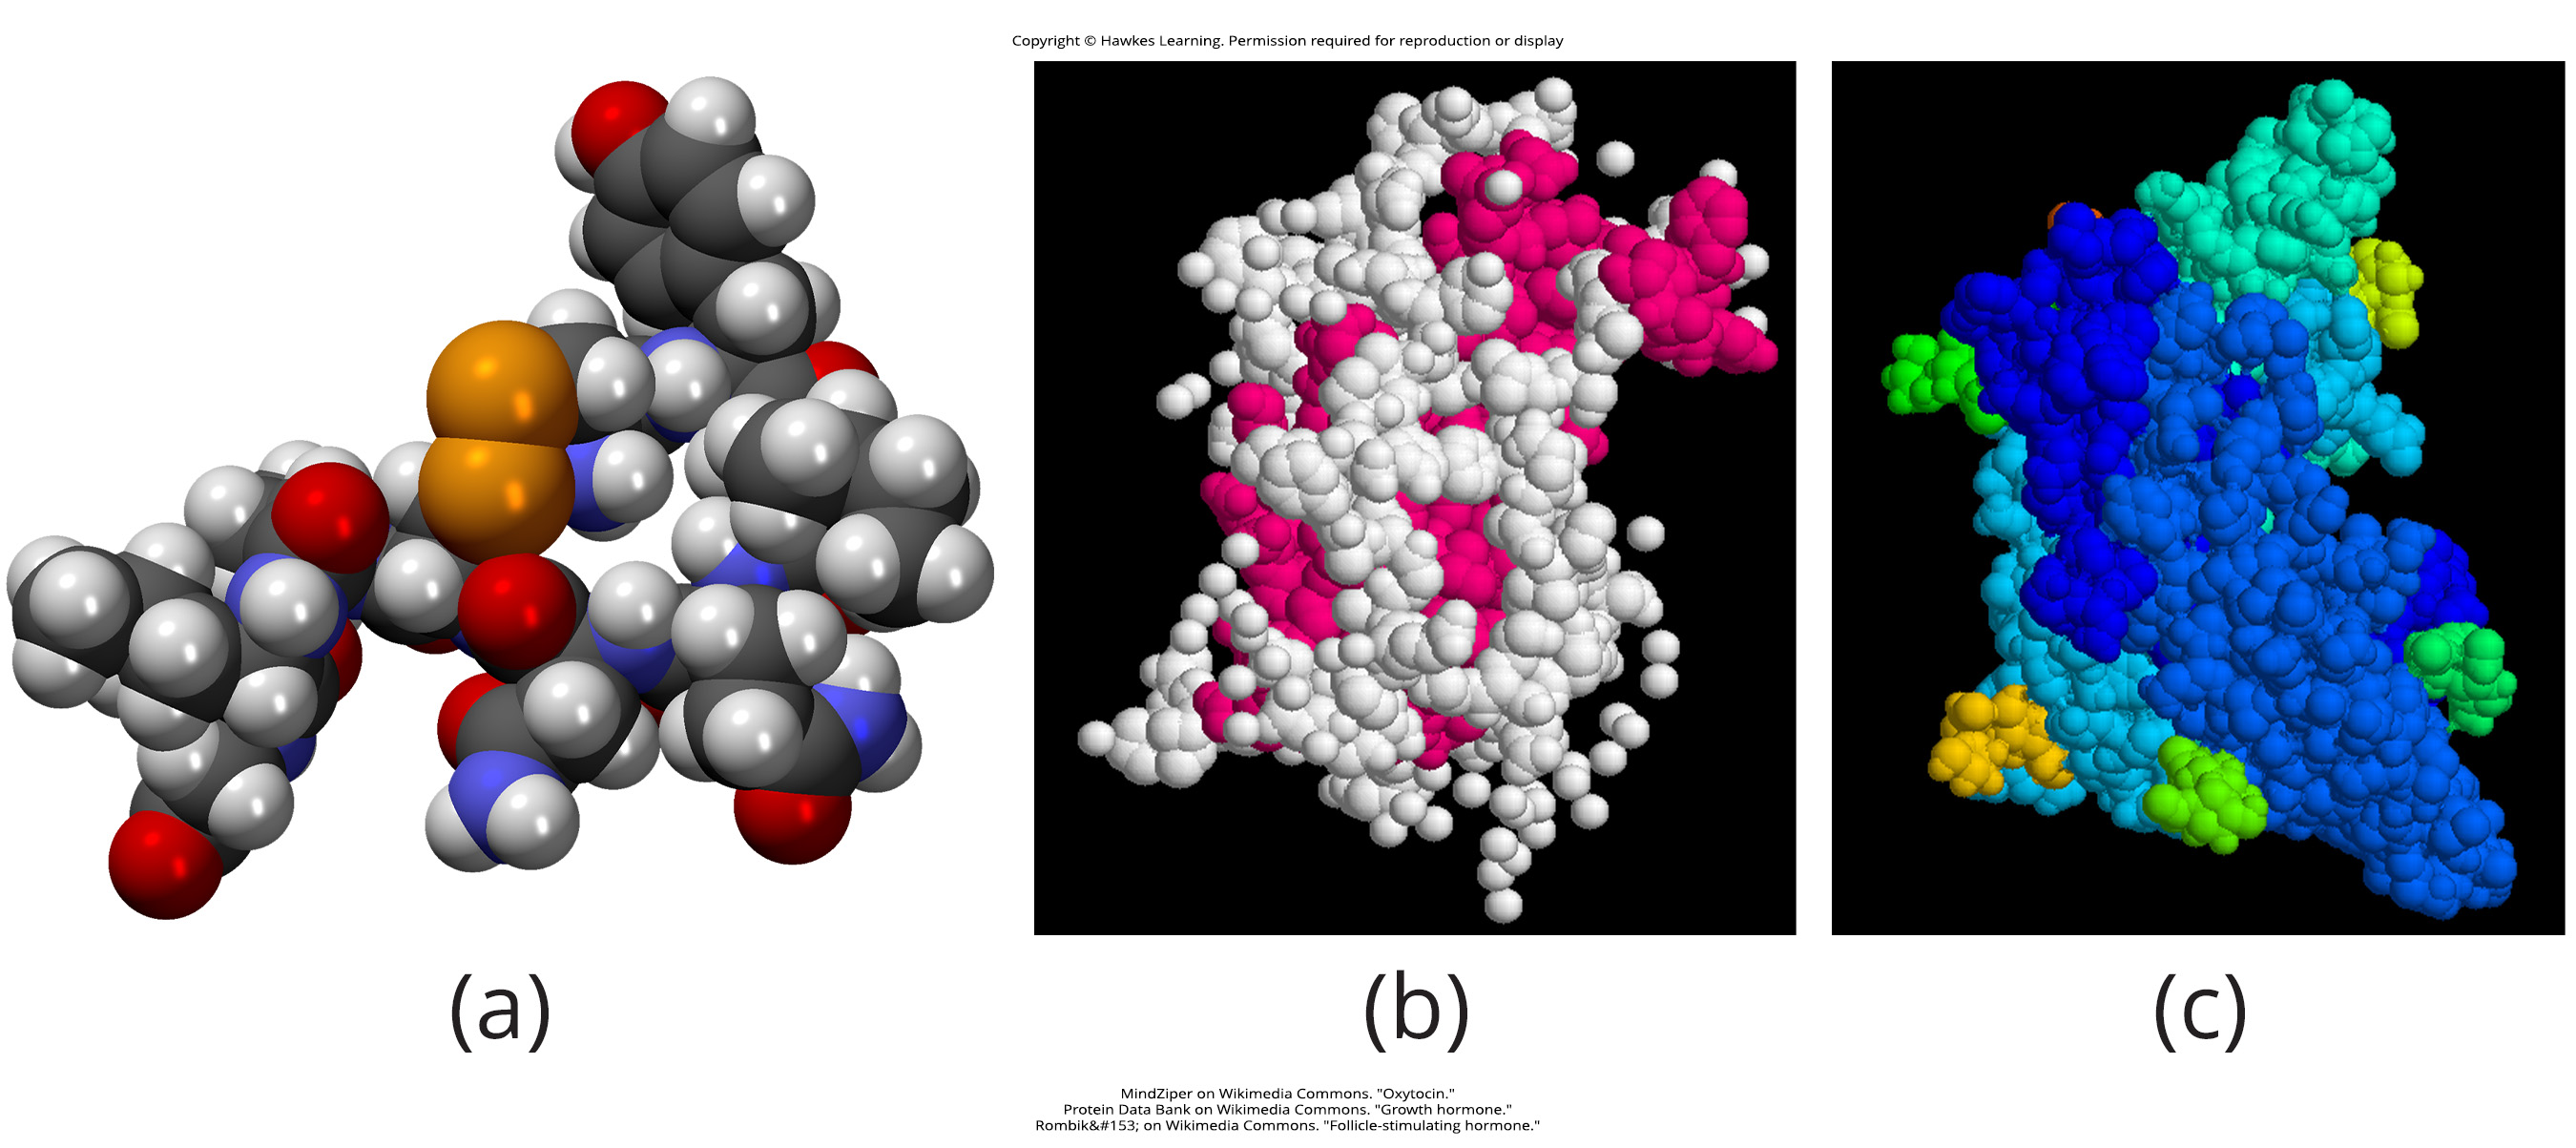 Copyright © Hawkes Learning. Permission required for reproduction or display
(a)
(b)
(c)
MindZiper on Wikimedia Commons. "Oxytocin."
Protein Data Bank on Wikimedia Commons. "Growth hormone."
Rombik&#153; on Wikimedia Commons. "Follicle-stimulating hormone."